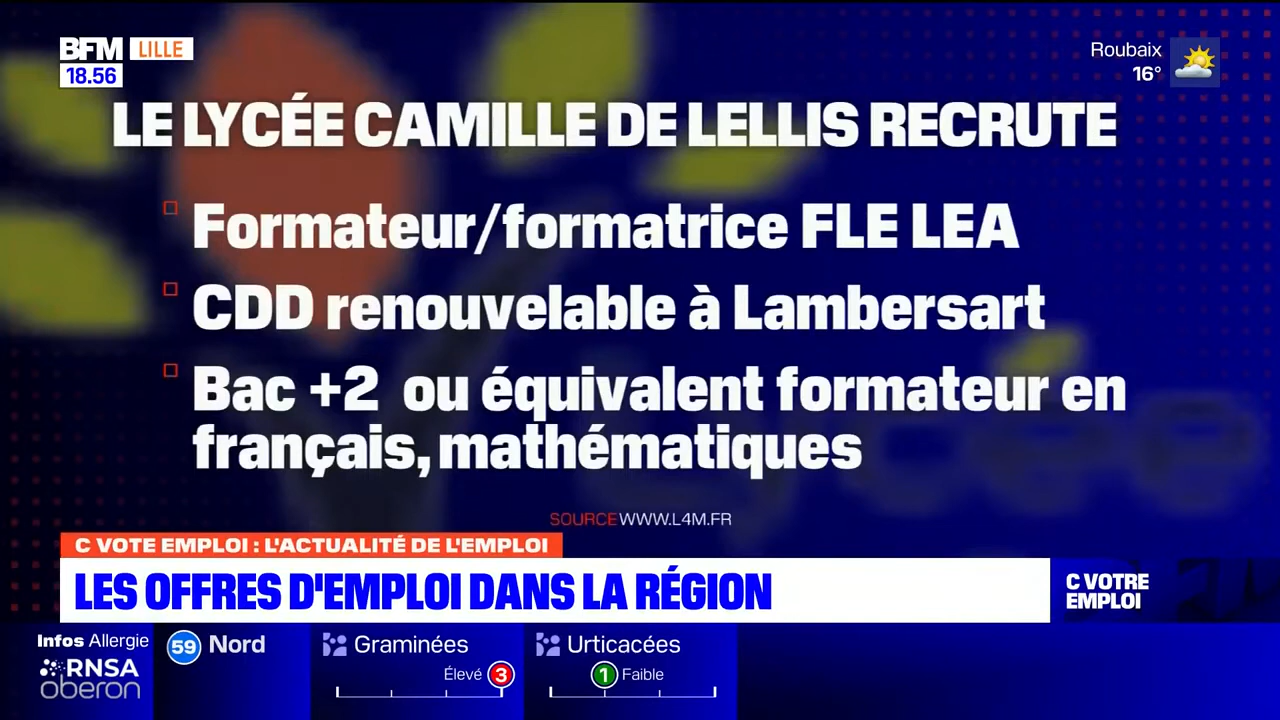 BFM LILLE
18.56
Roubaix
16°
LE LYCÉE CAMILLE DE LELLIS RECRUTE
Formateur/formatrice FLE LEA
CDD renouvelable à Lambersart
Bac +2 ou équivalent formateur en
français, mathématiques
SOURCE WWW.L4M.FR
C VOTE EMPLOI : L'ACTUALITÉ DE L'EMPLOI
LES OFFRES D'EMPLOI DANS LA RÉGION
C VOTRE
EMPLOI
Infos Allergie
RNSA
oberon
59 Nord
Graminées
Élevé 3
Urticacées
1 Faible